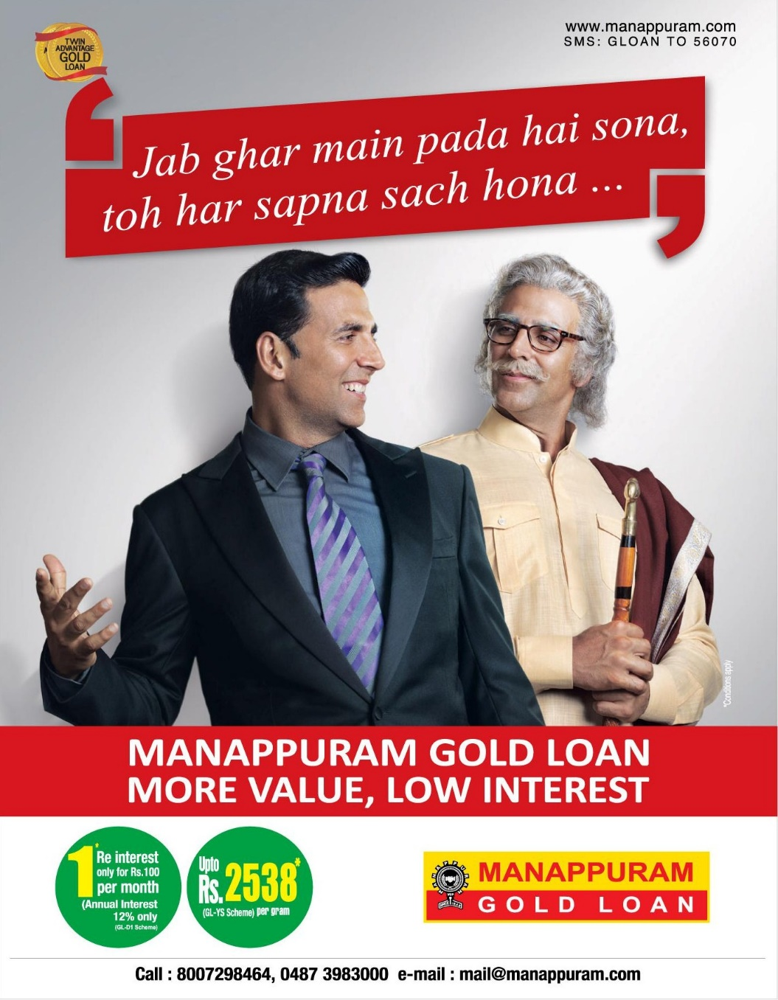 www.manappuram.com
SMS: GLOAN TO 56070
TWIN
ADVANTAGE
GOLD
LOAN
Jab ghar main pada hai sona,
toh har sapna sach hona ...
*Conditions apply
MANAPPURAM GOLD LOAN
MORE VALUE, LOW INTEREST
1* Re interest
only for Rs.100
per month
(Annual Interest
12% only
(GL-D1 Scheme)
Upto
Rs. 2538*
(GL-YS Scheme) per gram
MANAPPURAM
GOLD LOAN
Call : 8007298464, 0487 3983000 e-mail : mail@manappuram.com